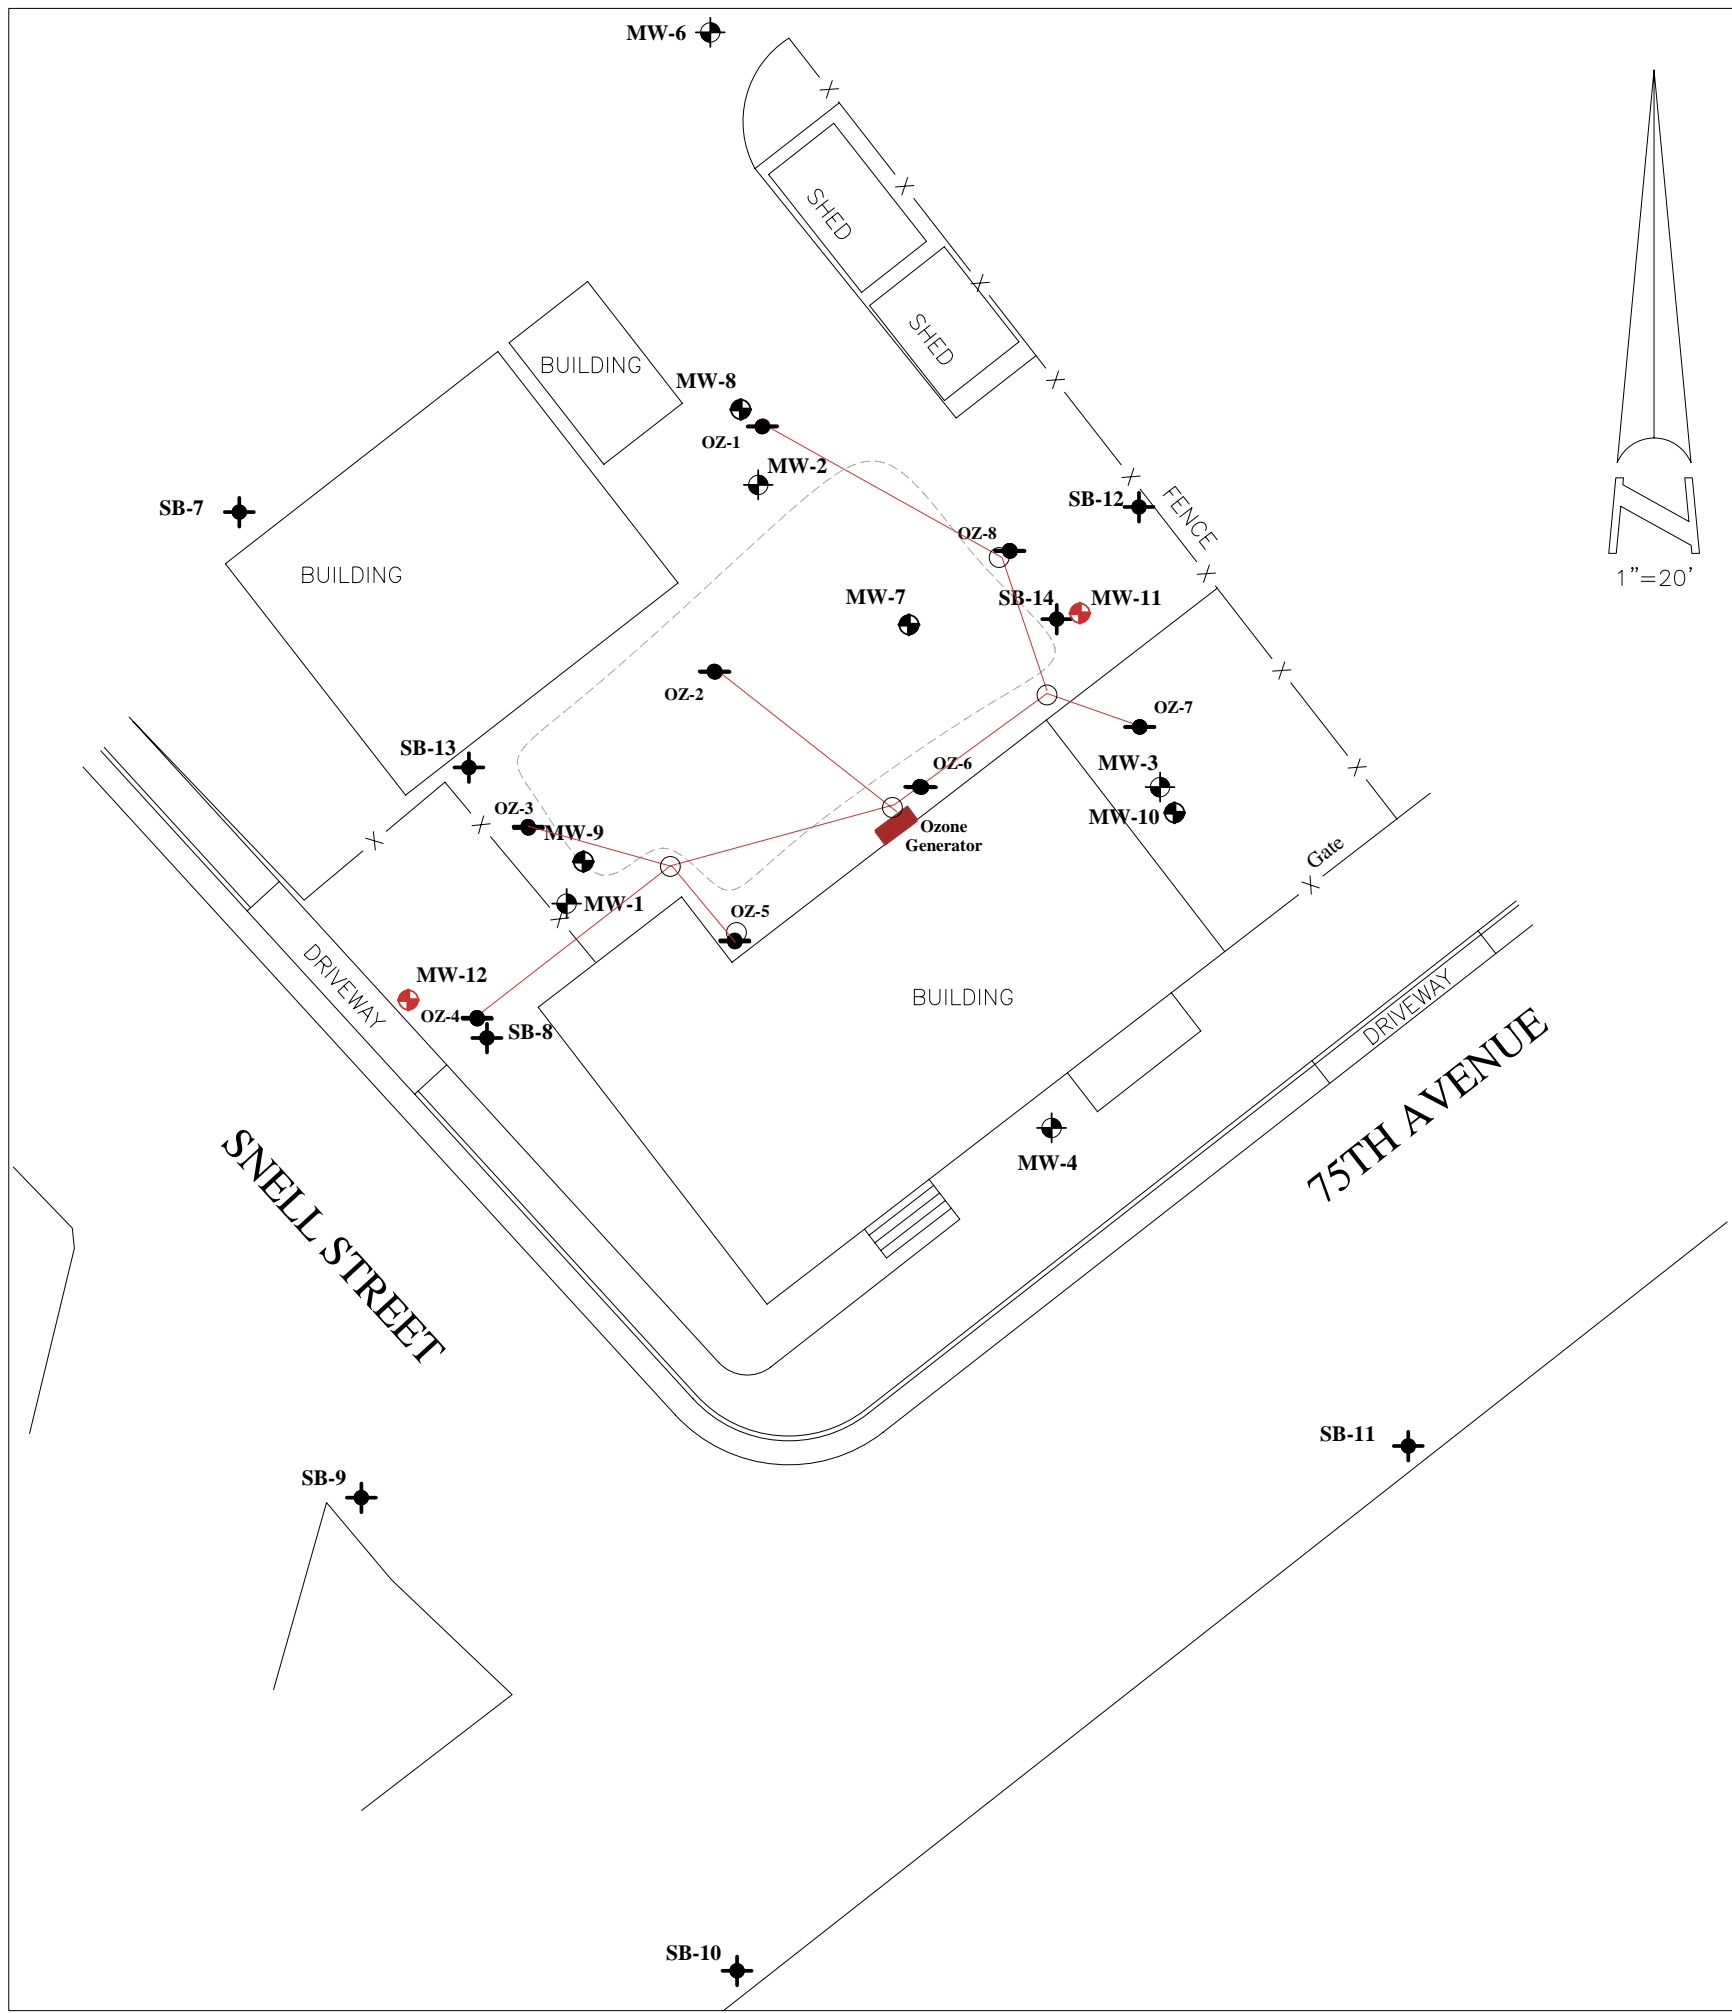 MW-6
SHED
SHED
1"=20'
BUILDING
MW-8
OZ-1
MW-2
SB-7
SB-12
FENCE
OZ-8
BUILDING
MW-7
SB-14
MW-11
OZ-2
OZ-7
SB-13
OZ-6
MW-3
OZ-3
MW-9
MW-10
Ozone
Generator
Gate
MW-1
OZ-5
DRIVEWAY
MW-12
OZ-4
SB-8
BUILDING
DRIVEWAY
75TH AVENUE
MW-4
SNELL STREET
SB-11
SB-9
SB-10
N